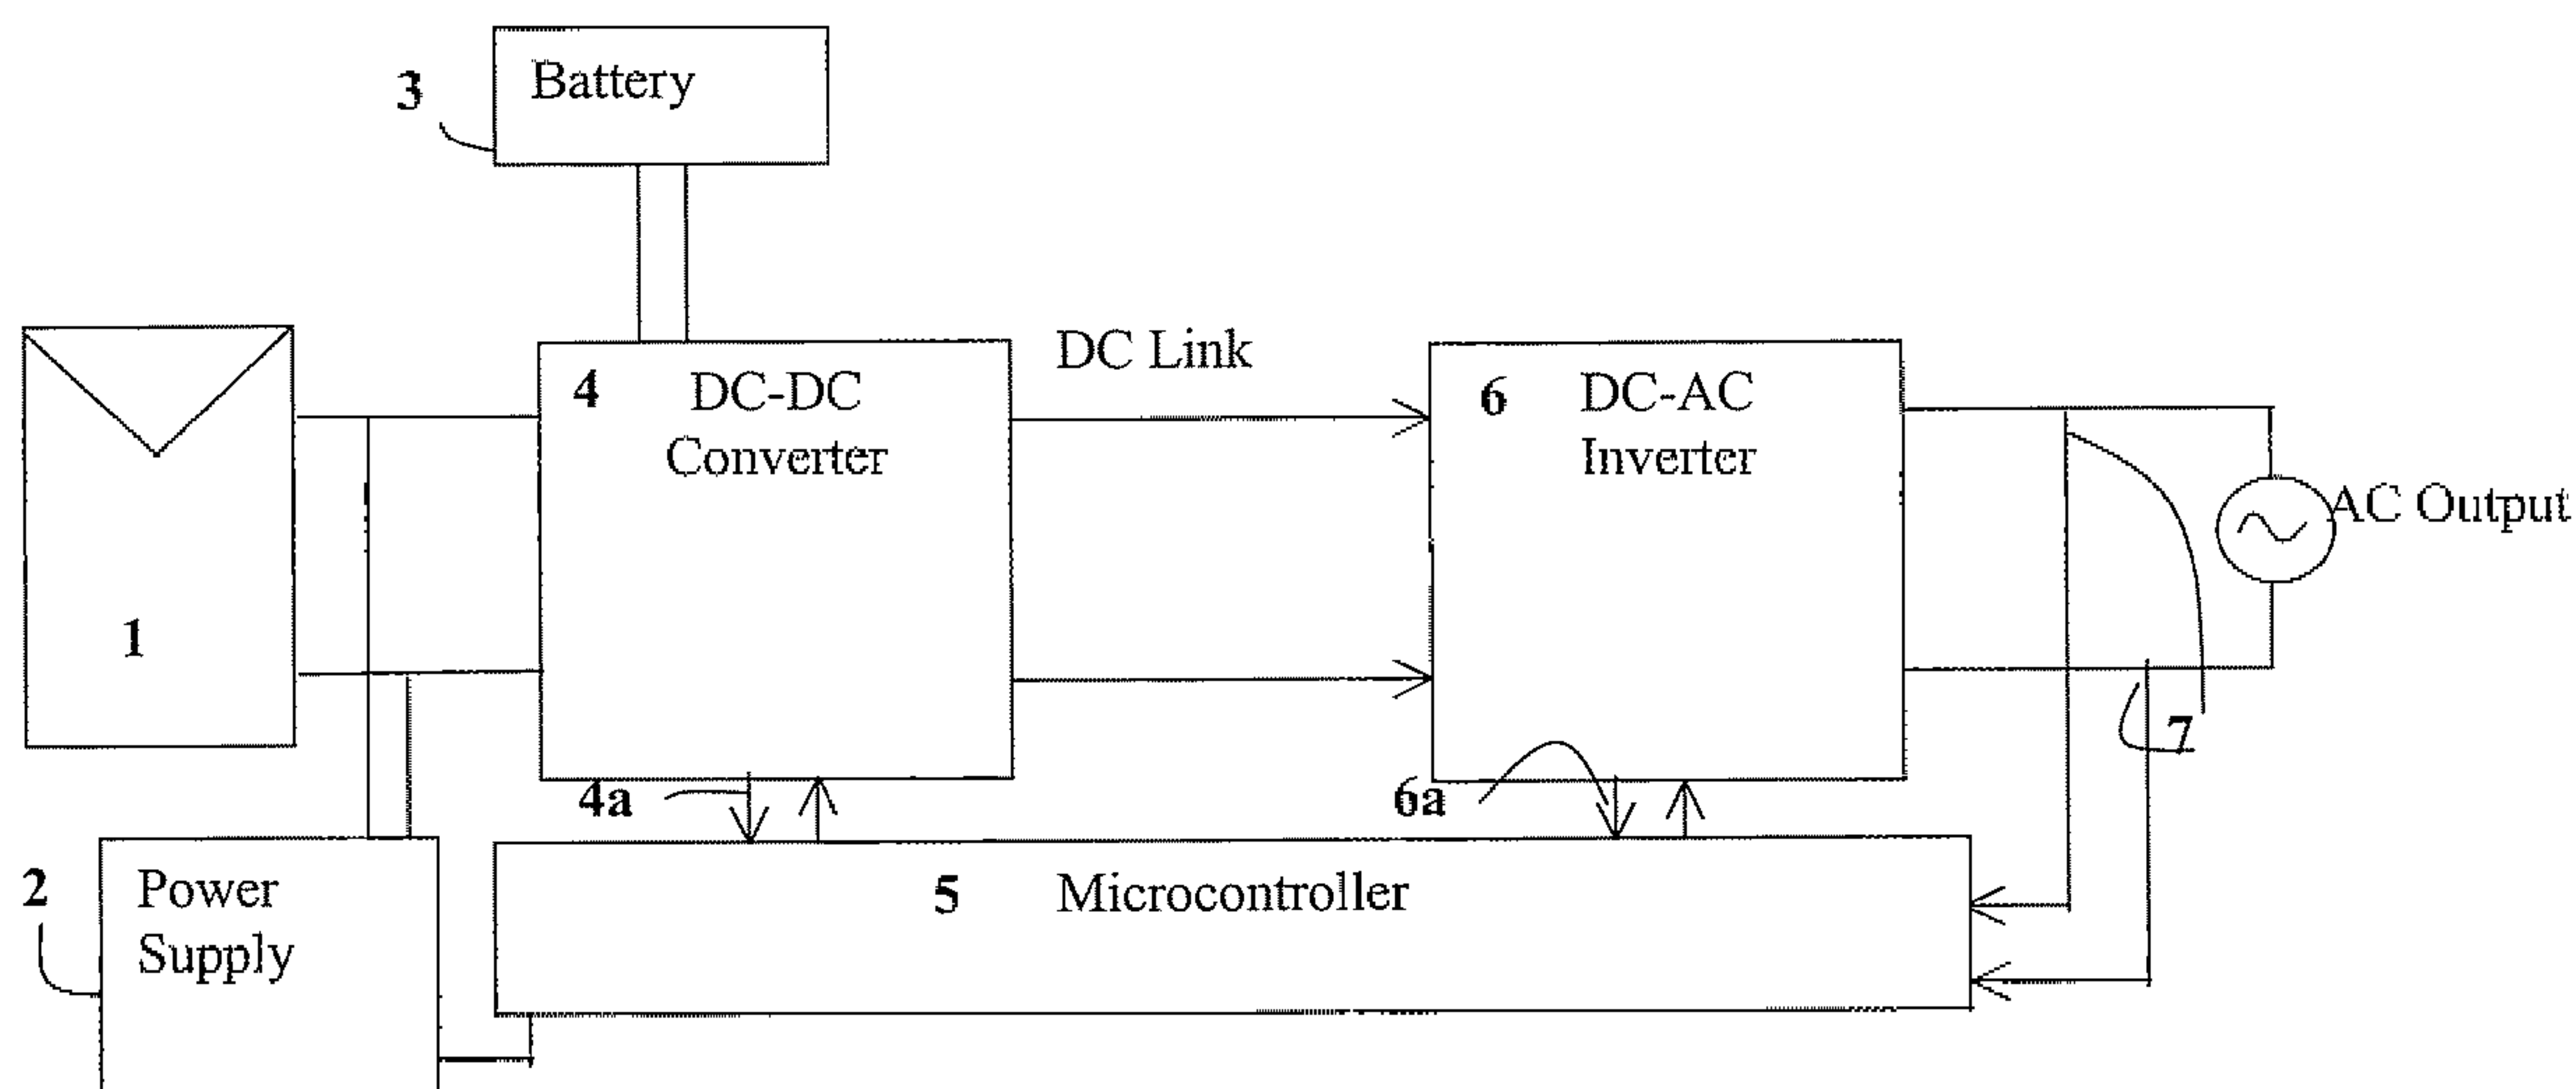 3
Battery
1
4
DC-DC
Converter
DC Link
6
DC-AC
Inverter
AC Output
7
4a
6a
2
Power
Supply
5
Microcontroller